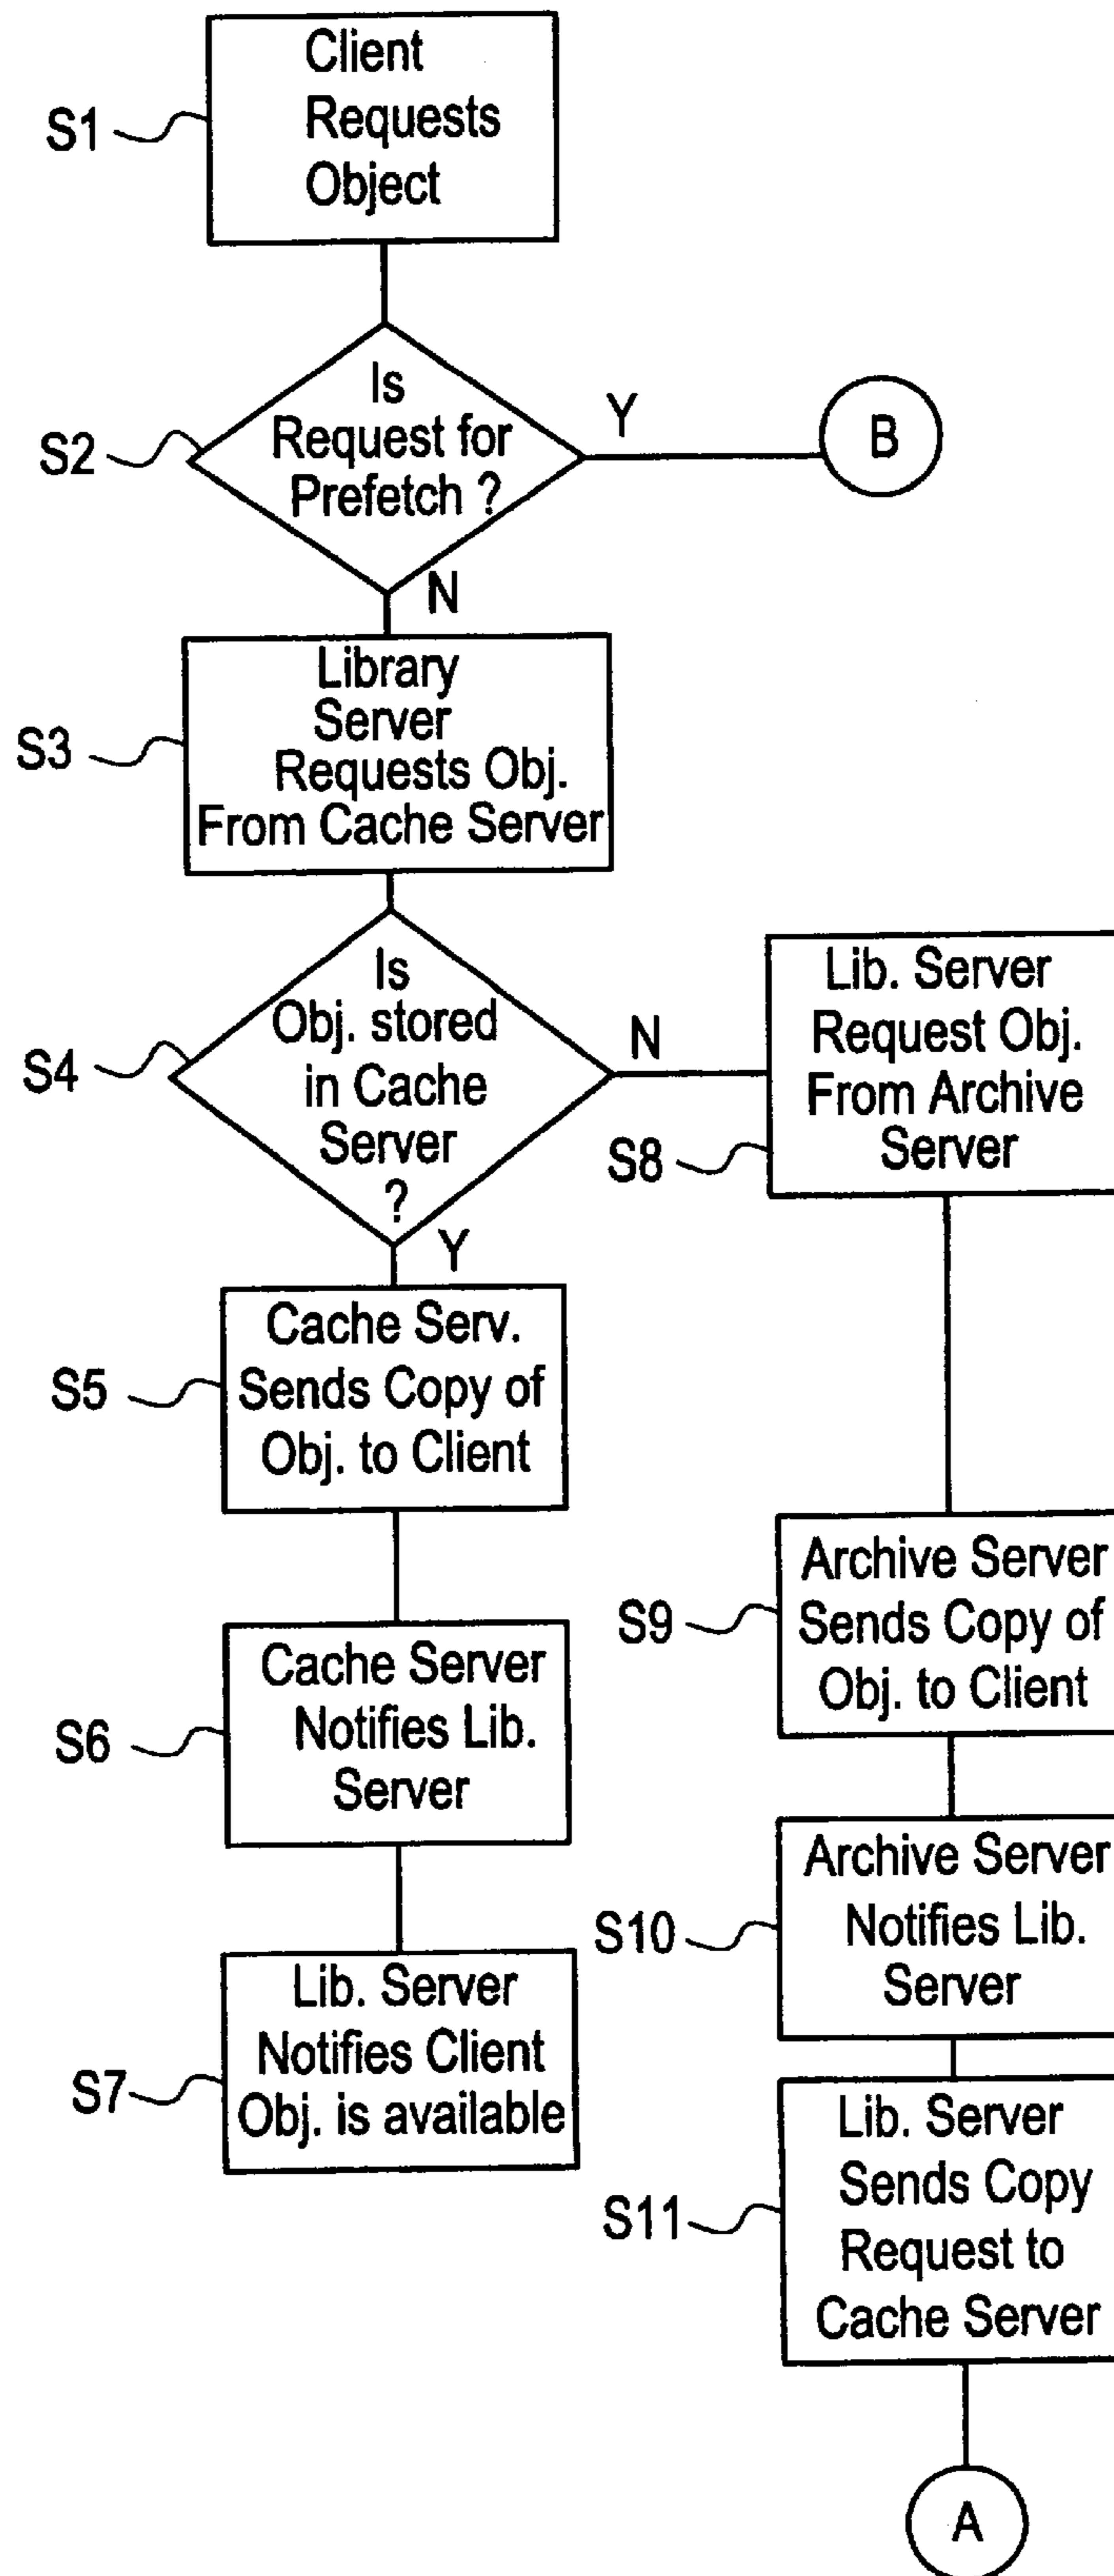 S1
Client
Requests
Object
S2
Is
Request for
Prefetch ?
Y
B
N
S3
Library
Server
Requests Obj.
From Cache Server
S4
Is
Obj. stored
in Cache
Server
?
N
Y
S8
Lib. Server
Request Obj.
From Archive
Server
S5
Cache Serv.
Sends Copy of
Obj. to Client
S9
Archive Server
Sends Copy of
Obj. to Client
S6
Cache Server
Notifies Lib.
Server
S10
Archive Server
Notifies Lib.
Server
S7
Lib. Server
Notifies Client
Obj. is available
S11
Lib. Server
Sends Copy
Request to
Cache Server
A